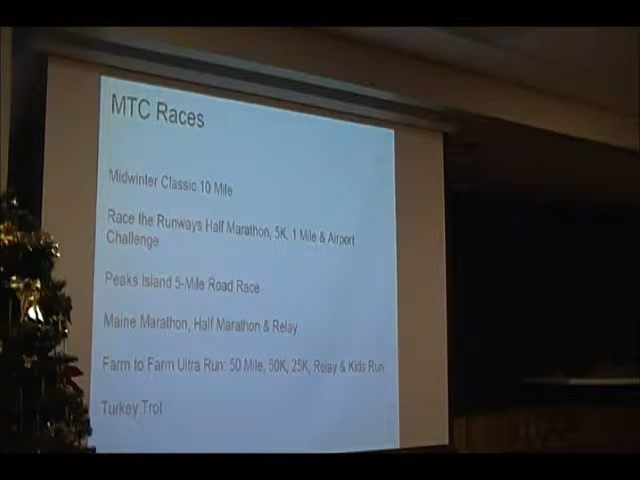 MTC Races
Midwinter Classic 10 Mile
Race the Runways Half Marathon, 5K, 1 Mile & Airport
Challenge
Peaks Island 5-Mile Road Race
Maine Marathon, Half Marathon & Relay
Farm to Farm Ultra Run: 50 Mile, 50K, 25K, Relay & Kids Run
Turkey Trot